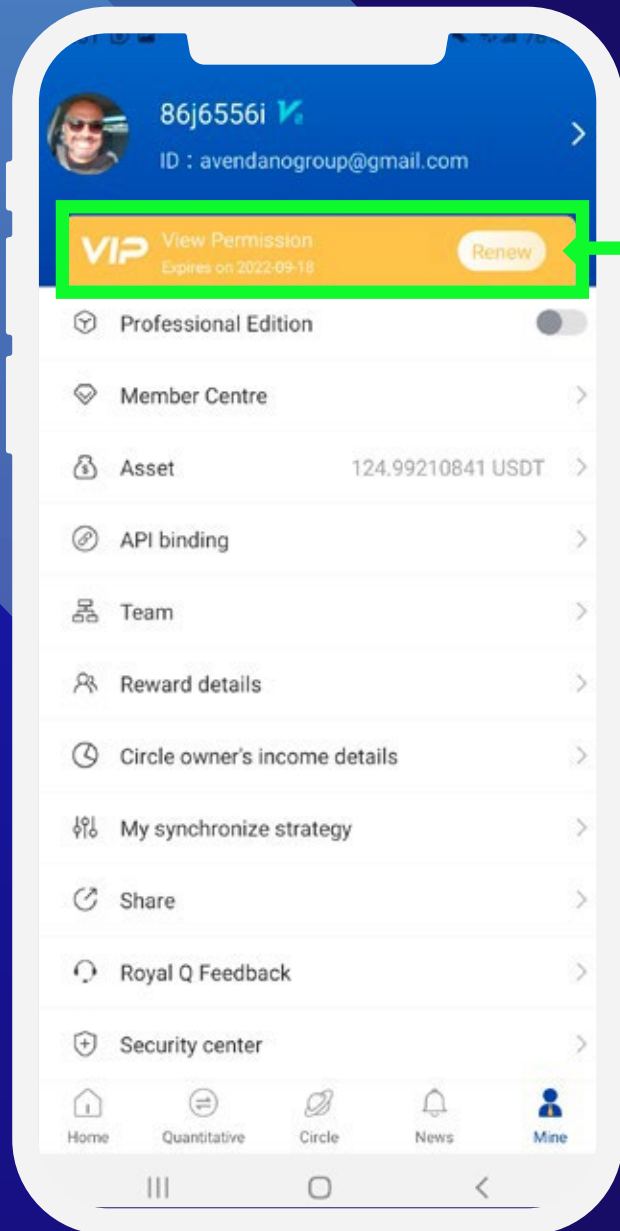 86j6556i V
ID : avendanogroup@gmail.com
VIP View Permission
Expires on 2022-09-18
Renew
Professional Edition
Member Centre
Asset 124.99210841 USDT
API binding
Team
Reward details
Circle owner's income details
My synchronize strategy
Share
Royal Q Feedback
Security center
Home Quantitative Circle News Mine